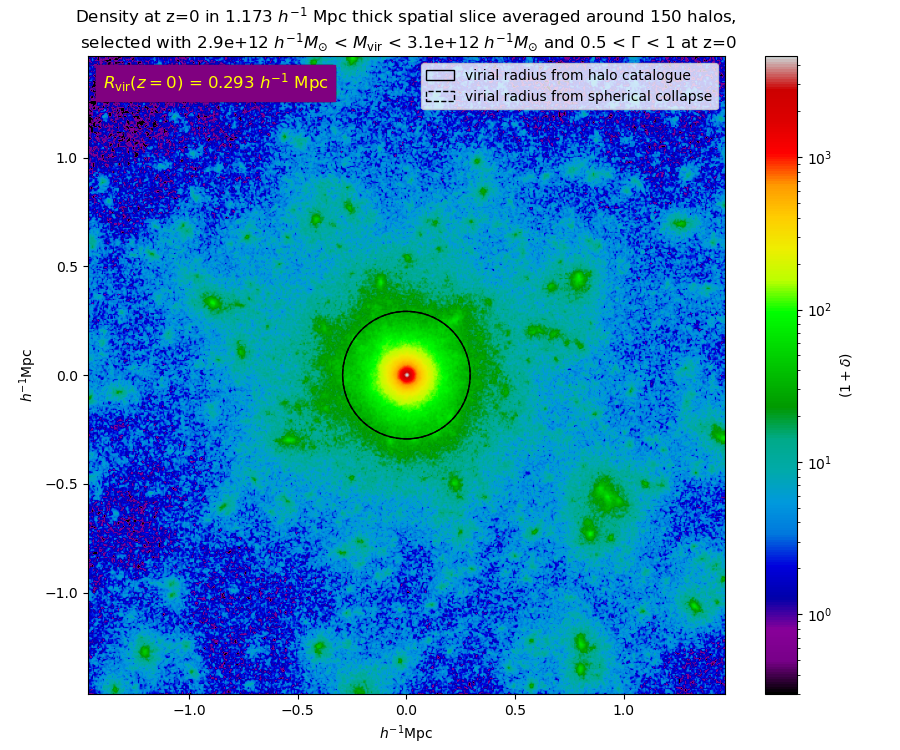 Density at z=0 in 1.173 h⁻¹ Mpc thick spatial slice averaged around 150 halos,
selected with 2.9e+12 h⁻¹M⊙ < Mvir < 3.1e+12 h⁻¹M⊙ and 0.5 < Γ < 1 at z=0
Rvir(z = 0) = 0.293 h⁻¹ Mpc
virial radius from halo catalogue
virial radius from spherical collapse
1.0
0.5
0.0
−0.5
−1.0
h⁻¹Mpc
−1.0 −0.5 0.0 0.5 1.0
h⁻¹Mpc
10³
10²
10¹
10⁰
(1 + δ)